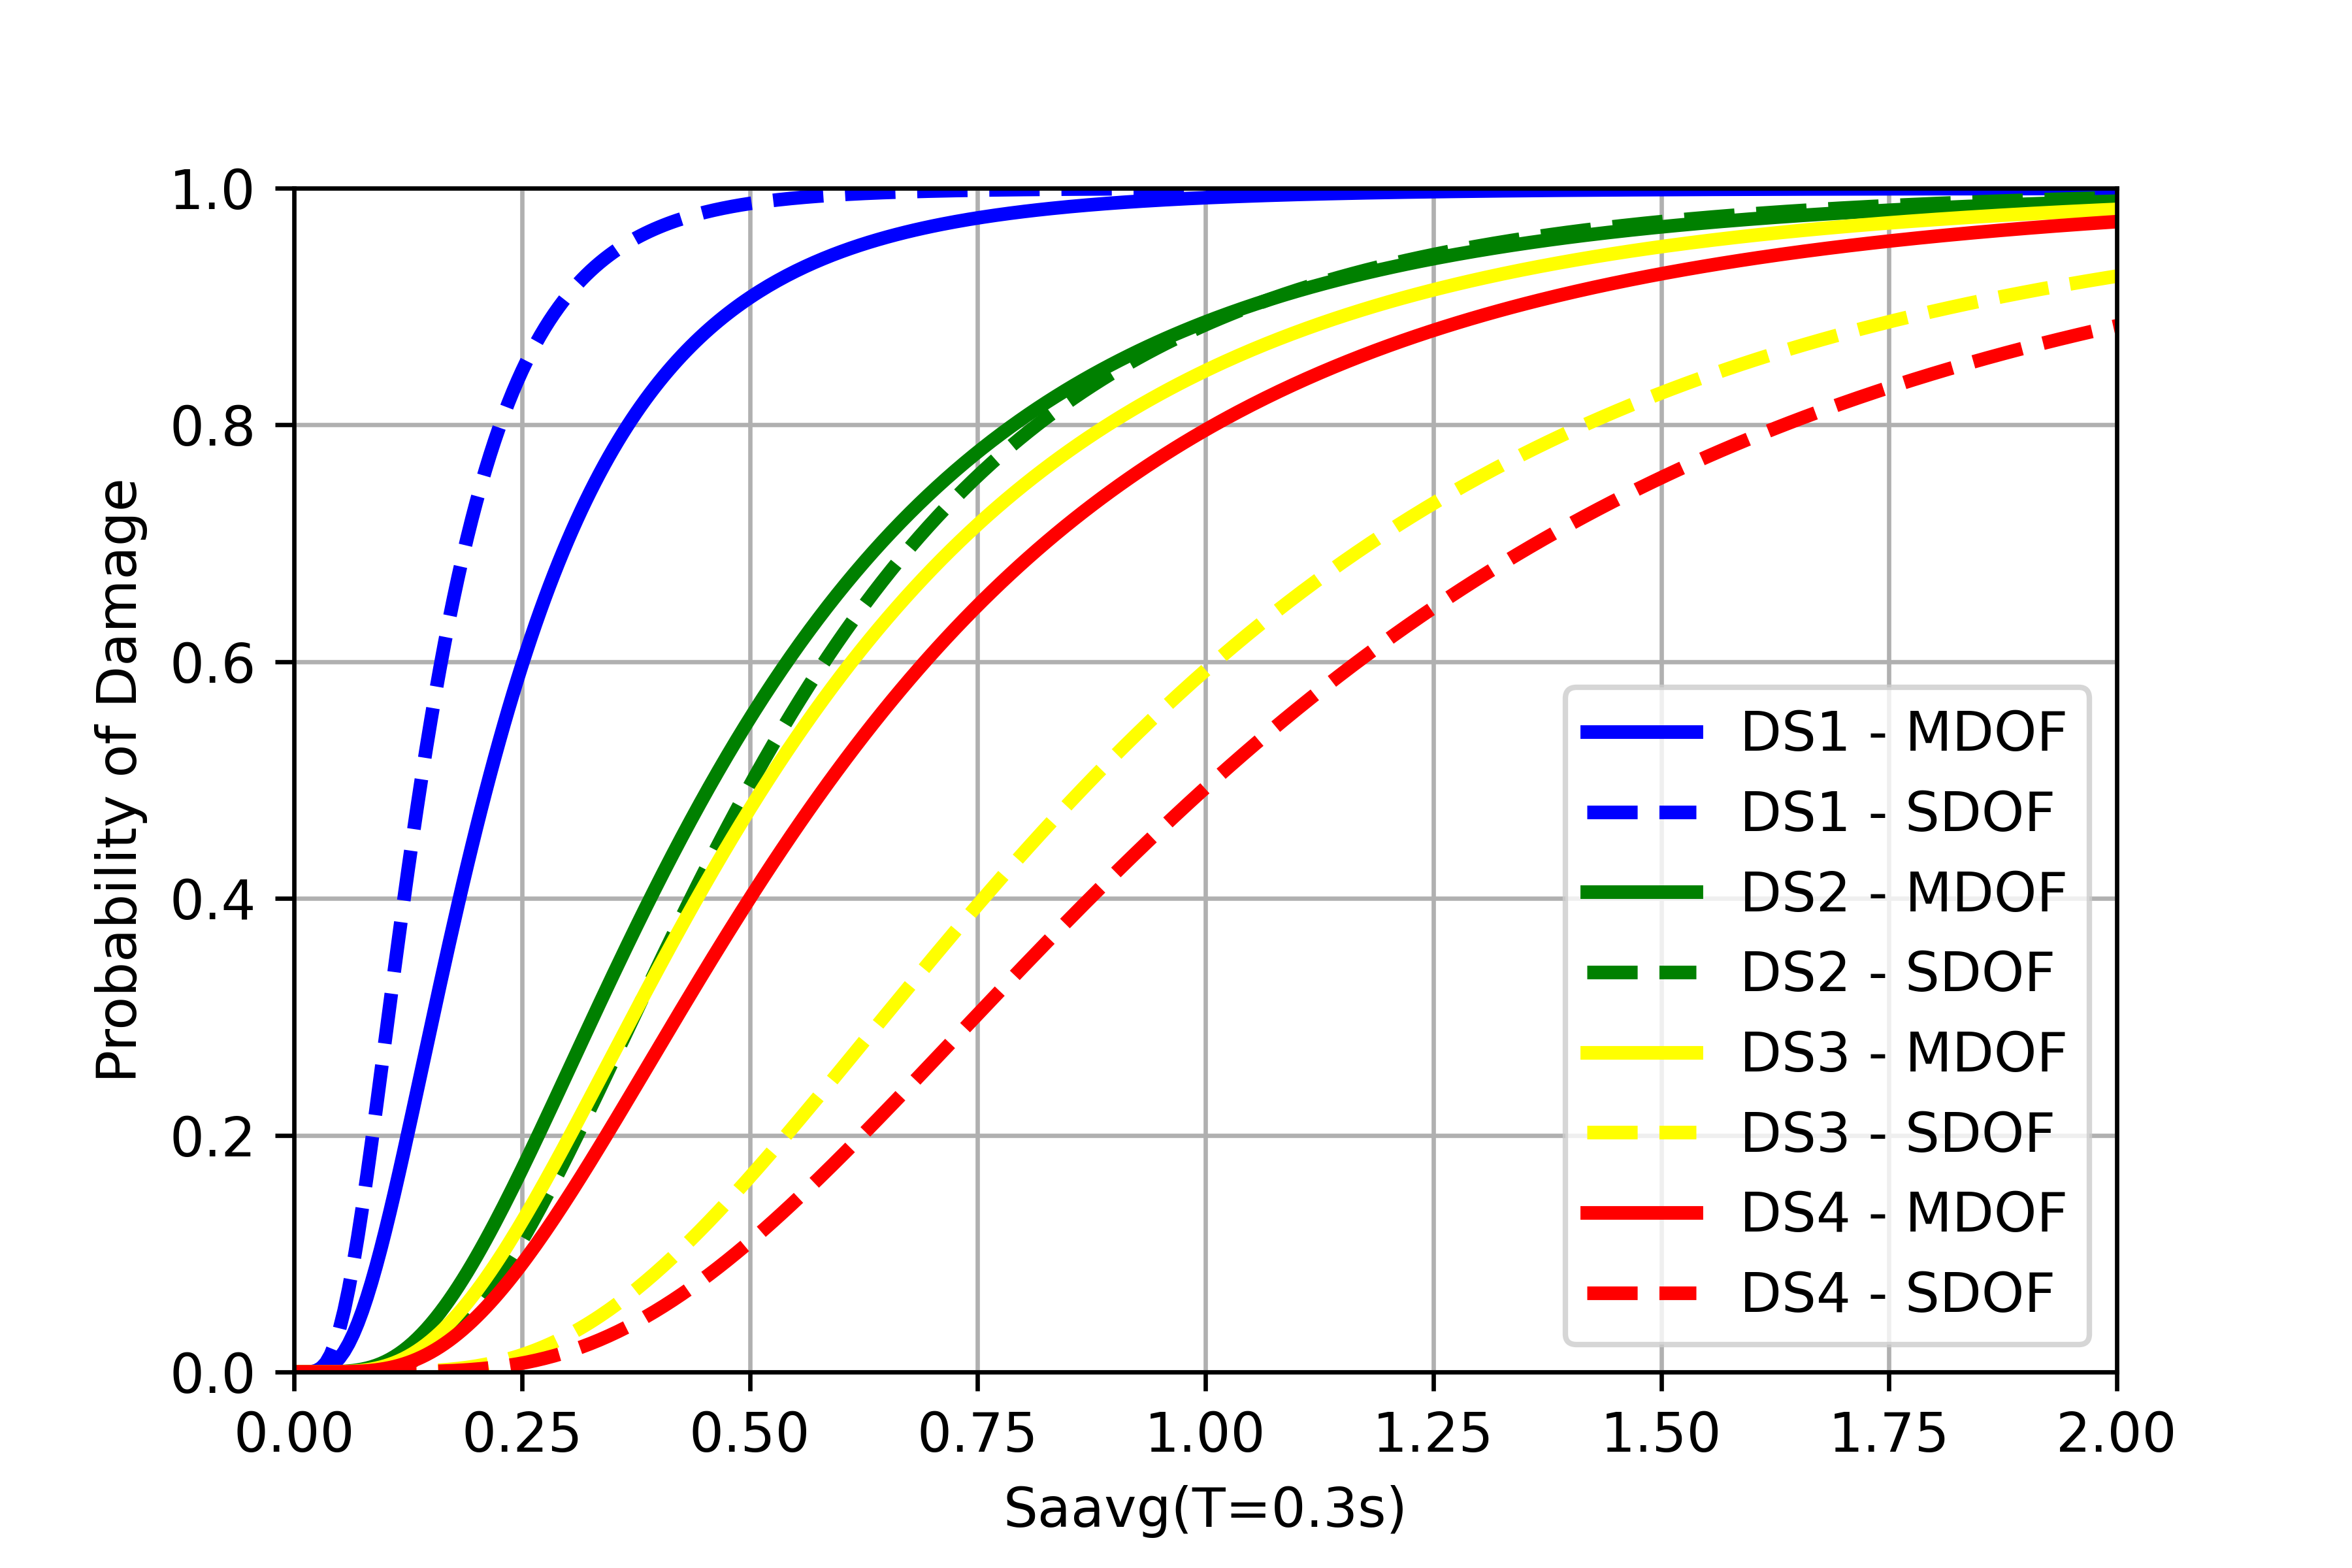 1.0
0.8
0.6
0.4
0.2
0.0
Probability of Damage
0.00 0.25 0.50 0.75 1.00 1.25 1.50 1.75 2.00
Saavg(T=0.3s)
DS1 - MDOF
DS1 - SDOF
DS2 - MDOF
DS2 - SDOF
DS3 - MDOF
DS3 - SDOF
DS4 - MDOF
DS4 - SDOF